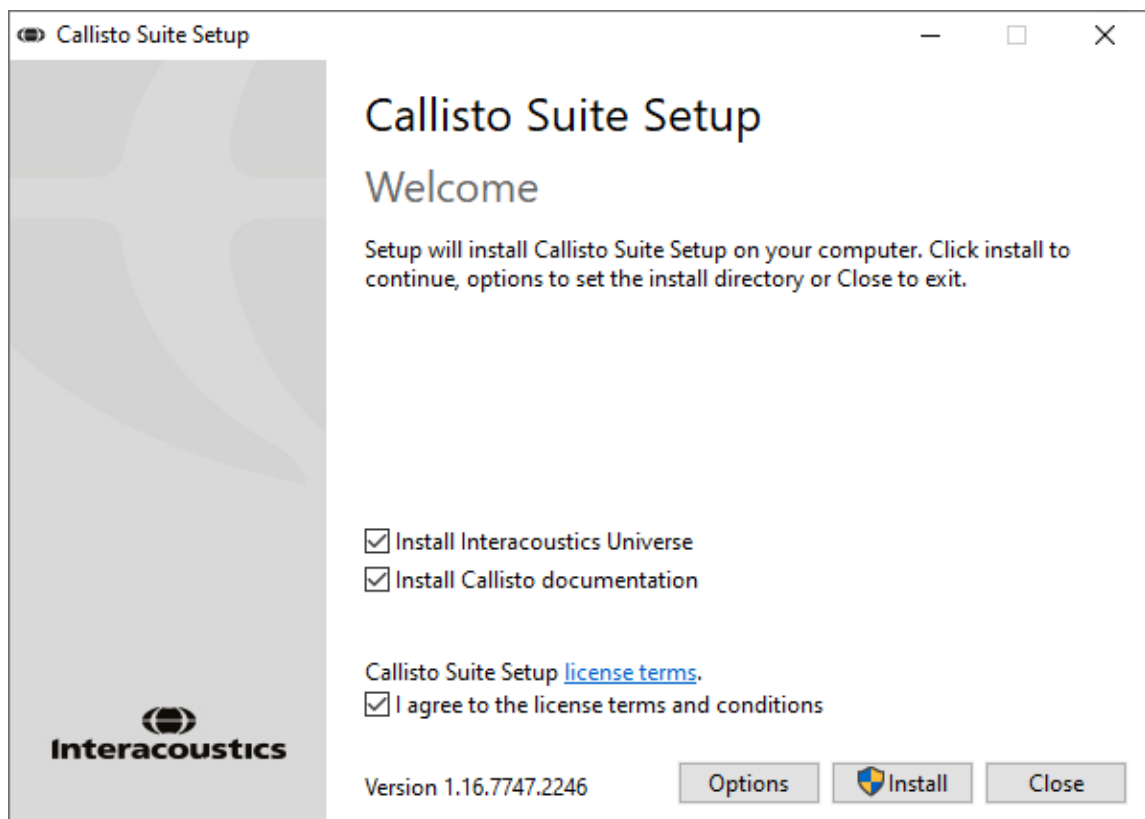 Callisto Suite Setup
Callisto Suite Setup
Welcome
Setup will install Callisto Suite Setup on your computer. Click install to
continue, options to set the install directory or Close to exit.
Install Interacoustics Universe
Install Callisto documentation
Callisto Suite Setup license terms.
I agree to the license terms and conditions
Interacoustics
Version 1.16.7747.2246 Options Install Close